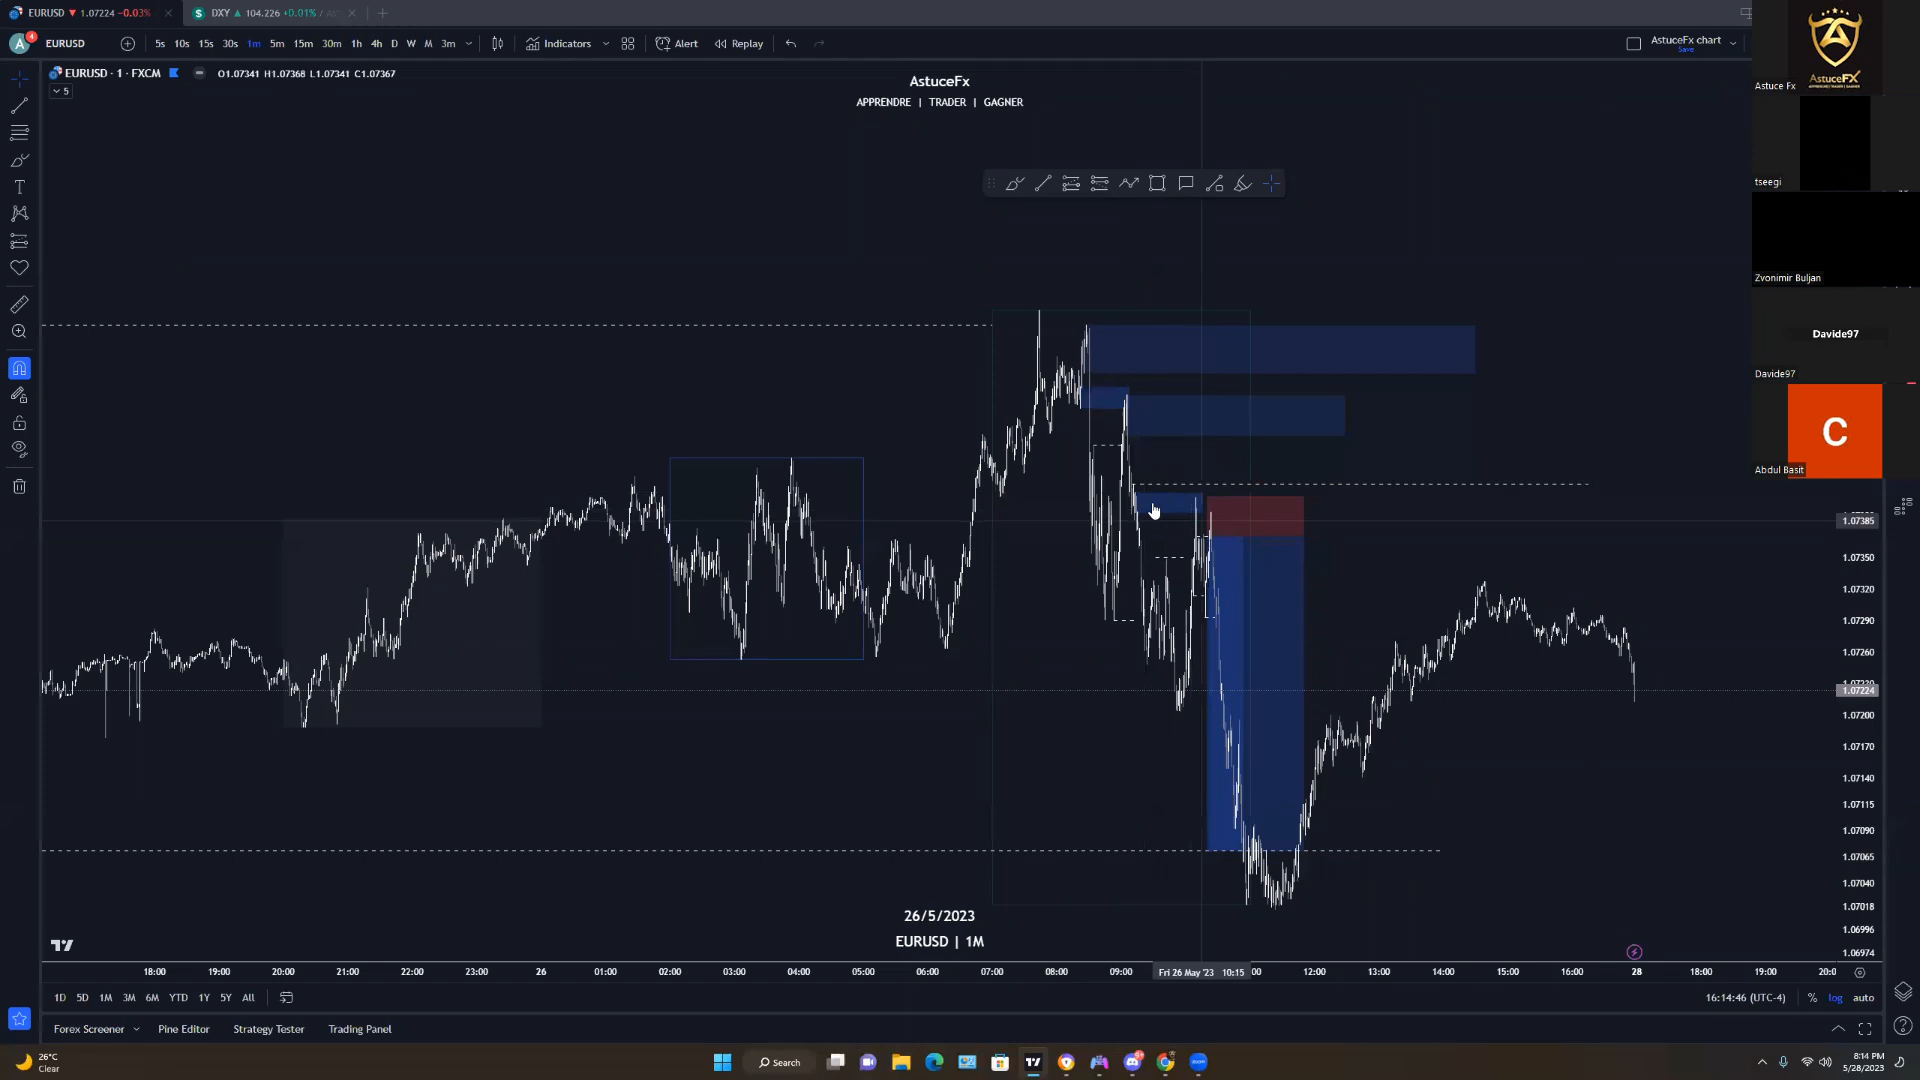 EURUSD ▼ 1.07224 −0.03%
DXY ▲ 104.226 +0.01% /
A 4 EURUSD 5s 10s 15s 30s 1m 5m 15m 30m 1h 4h D W M 3m Indicators Alert Replay
AstuceFx chart
Save
EURUSD · 1 · FXCM O1.07341 H1.07368 L1.07341 C1.07367
5
AstuceFx
APPRENDRE | TRADER | GAGNER
AstuceFX
Astuce Fx
tseegi
Zvonimir Buljan
Davide97
Davide97
C
Abdul Basit
1.07385
1.07350
1.07320
1.07290
1.07260
1.07224
1.07200
1.07170
1.07140
1.07115
1.07090
1.07065
1.07040
1.07018
1.06996
1.06974
26/5/2023
EURUSD | 1M
18:00 19:00 20:00 21:00 22:00 23:00 26 01:00 02:00 03:00 04:00 05:00 06:00 07:00 08:00 09:00 Fri 26 May '23 10:15 12:00 13:00 14:00 15:00 16:00 28 18:00 19:00
1D 5D 1M 3M 6M YTD 1Y 5Y All
16:14:46 (UTC-4) % log auto
Forex Screener Pine Editor Strategy Tester Trading Panel
26°C
Clear
Search
8:14 PM
5/28/2023